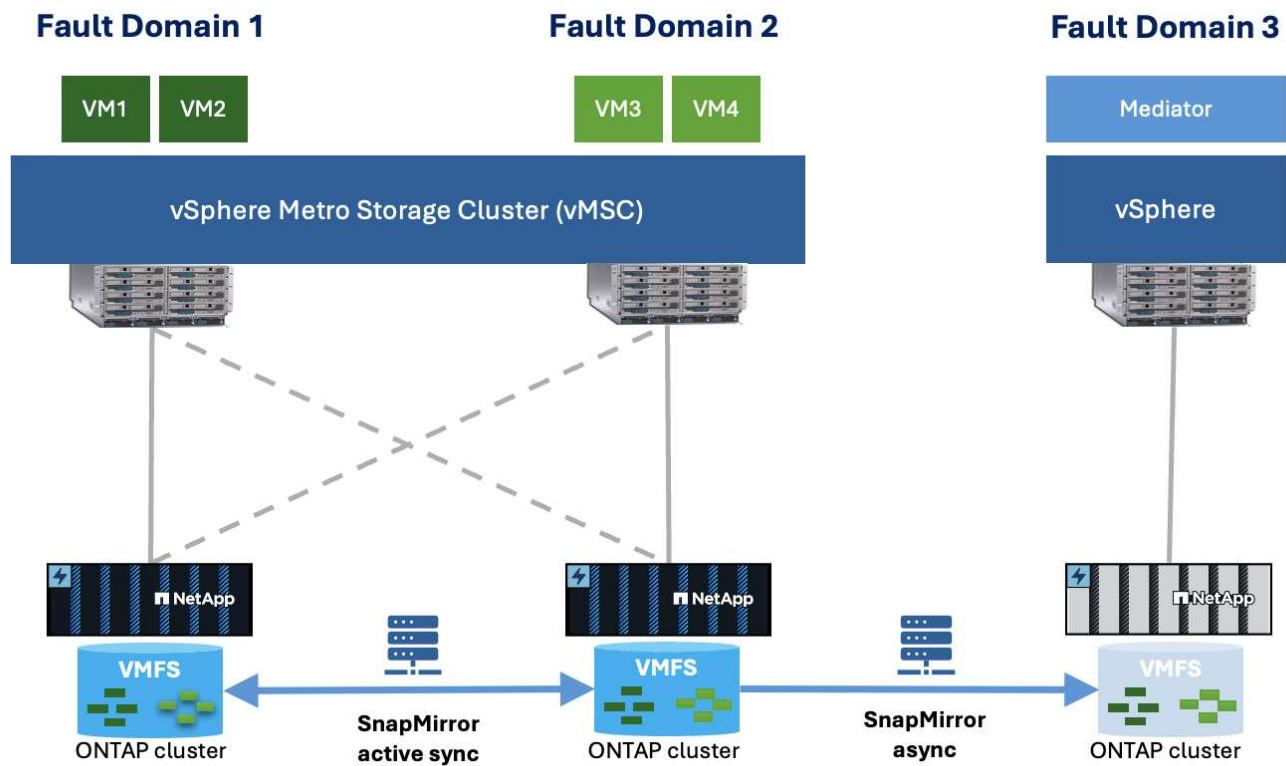 Fault Domain 1
Fault Domain 2
Fault Domain 3
VM1
VM2
VM3
VM4
Mediator
vSphere Metro Storage Cluster (vMSC)
vSphere
NetApp
NetApp
NetApp
VMFS
VMFS
VMFS
SnapMirror
active sync
SnapMirror
async
ONTAP cluster
ONTAP cluster
ONTAP cluster